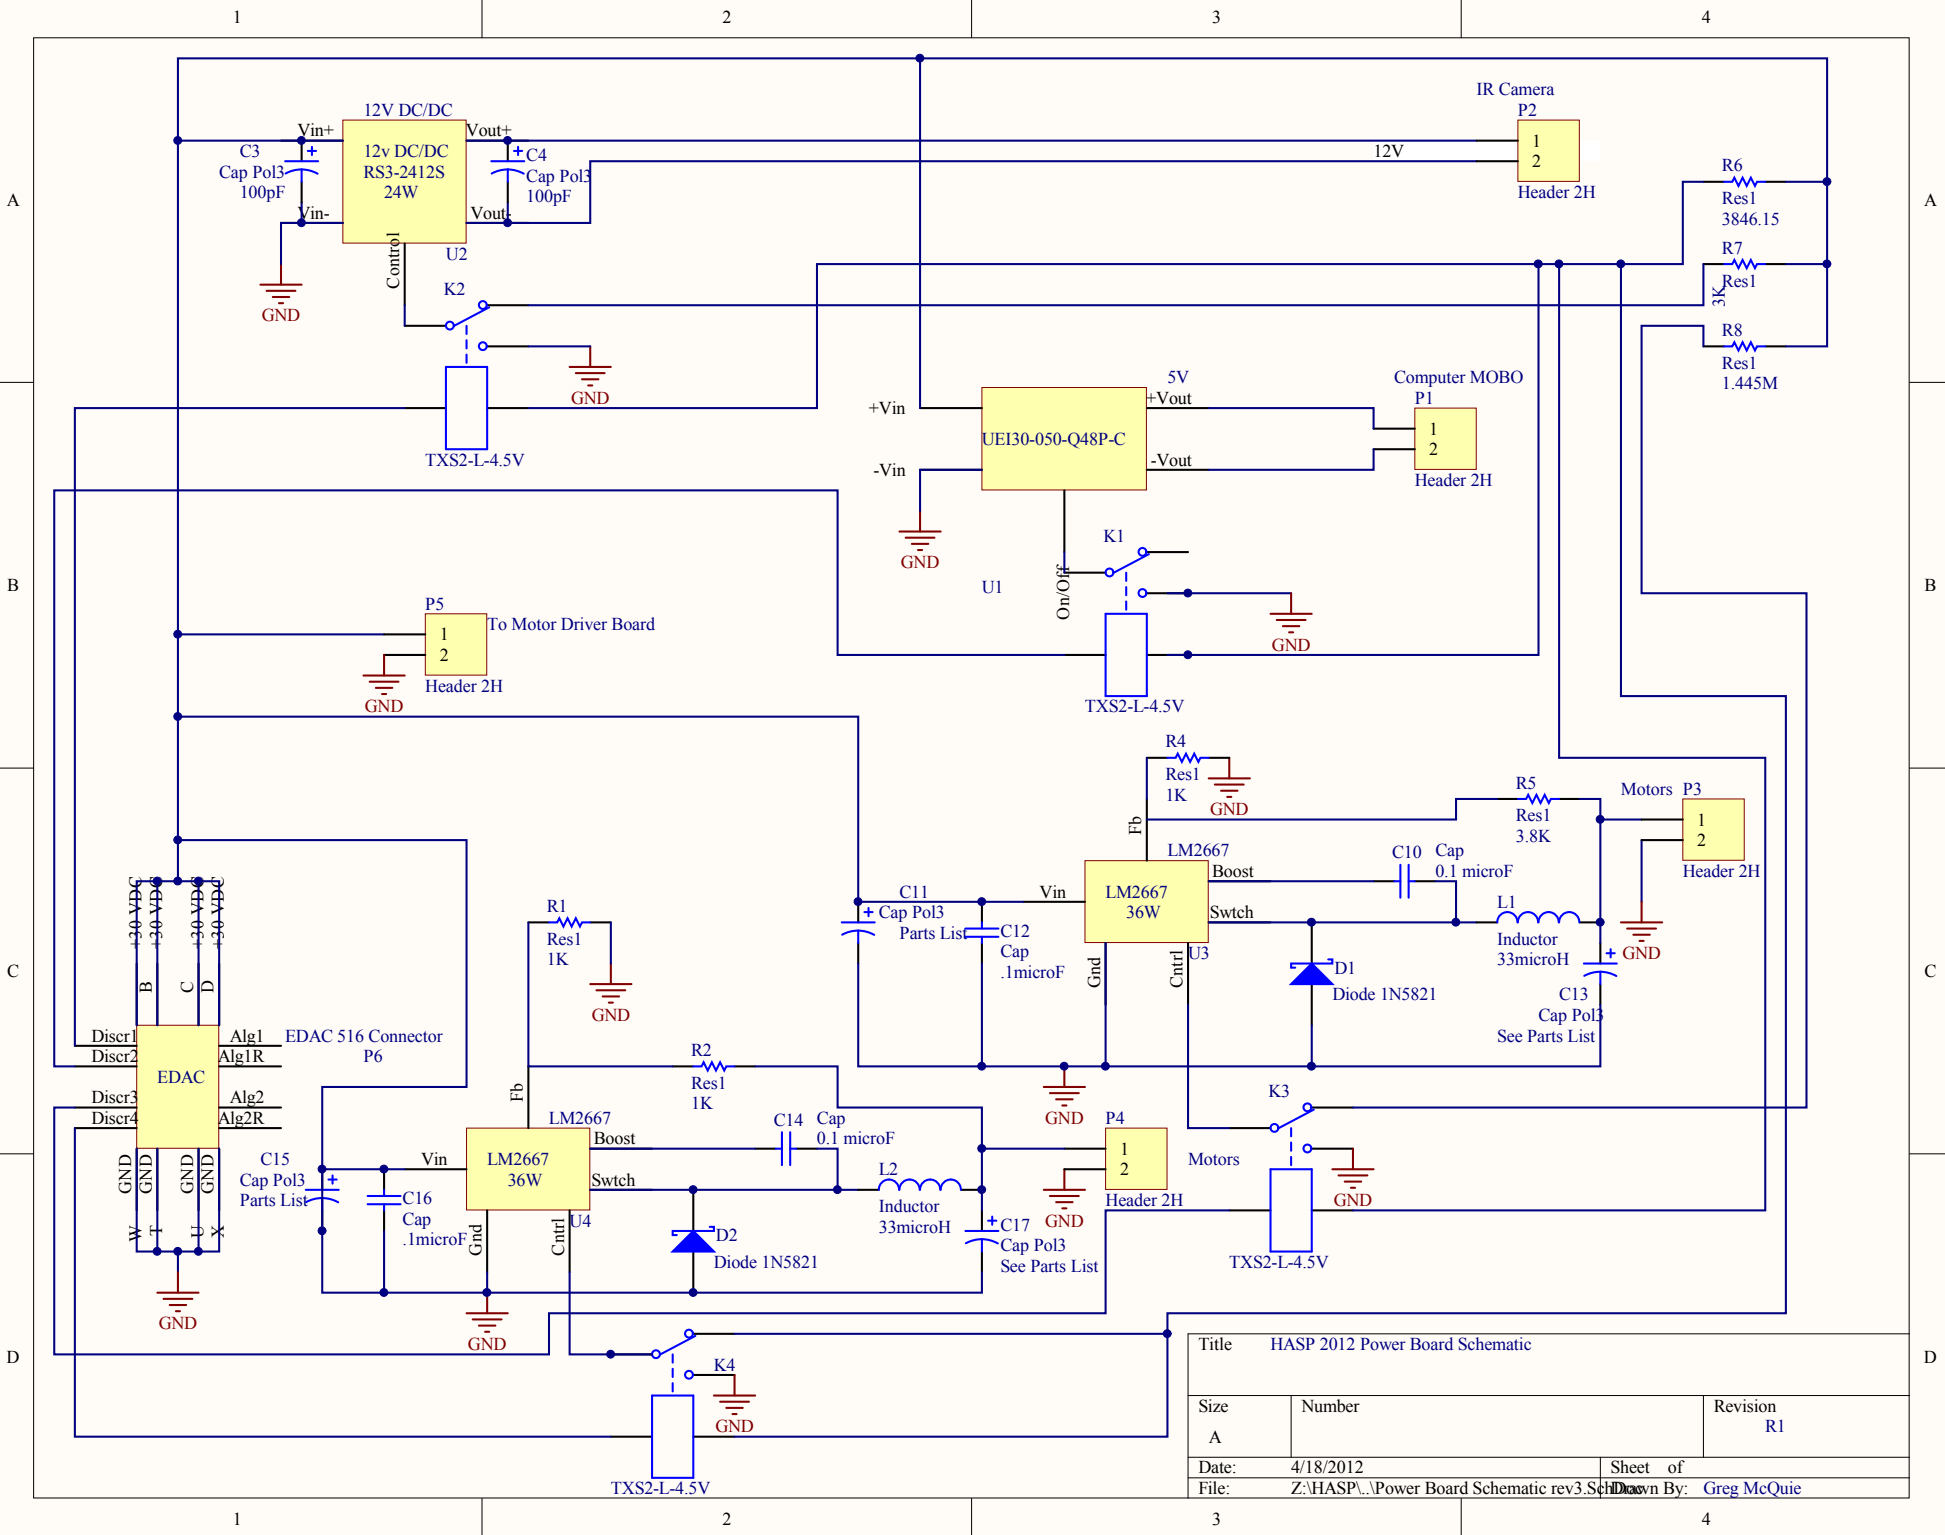 1 2 3 4
A
B
C
D
A
B
C
D
1 2 3 4
12V DC/DC
Vin+
Vout+
12v DC/DC
RS3-2412S
24W
Vin-
Vout-
Control
U2
C3
Cap Pol3
100pF
C4
Cap Pol3
100pF
GND
K2
GND
TXS2-L-4.5V
IR Camera
P2
1
2
12V
Header 2H
R6
Res1
3846.15
R7
Res1
3K
R8
Res1
1.445M
5V
+Vin
+Vout
UEI30-050-Q48P-C
-Vin
-Vout
GND
U1
On/Off
Computer MOBO
P1
1
2
Header 2H
K1
GND
TXS2-L-4.5V
P5
1
2
To Motor Driver Board
Header 2H
GND
R4
Res1
1K
GND
Fb
R5
Res1
3.8K
Motors P3
1
2
Header 2H
GND
LM2667
LM2667
36W
Vin
Boost
Swtch
Gnd
Cntrl
U3
C10 Cap
0.1 microF
C11
Cap Pol3
Parts List
C12
Cap
.1microF
L1
Inductor
33microH
D1
Diode 1N5821
C13
Cap Pol3
See Parts List
GND
K3
GND
TXS2-L-4.5V
+30 VDC
+30 VDC
+30 VDC
+30 VDC
B
C
D
Discr1
Discr2
Discr3
Discr4
Alg1
Alg1R
Alg2
Alg2R
EDAC
EDAC 516 Connector
P6
GND
GND
GND
GND
W
T
U
X
GND
R1
Res1
1K
GND
Fb
R2
Res1
1K
LM2667
LM2667
36W
Vin
Boost
Swtch
Gnd
Cntrl
U4
C14 Cap
0.1 microF
C15
Cap Pol3
Parts List
C16
Cap
.1microF
L2
Inductor
33microH
D2
Diode 1N5821
C17
Cap Pol3
See Parts List
P4
1
2
Motors
Header 2H
GND
GND
K4
GND
TXS2-L-4.5V
Title HASP 2012 Power Board Schematic
Size Number Revision
A R1
Date: 4/18/2012 Sheet of
File: Z:\HASP\..\Power Board Schematic rev3.SchDoc Drawn By: Greg McQuie